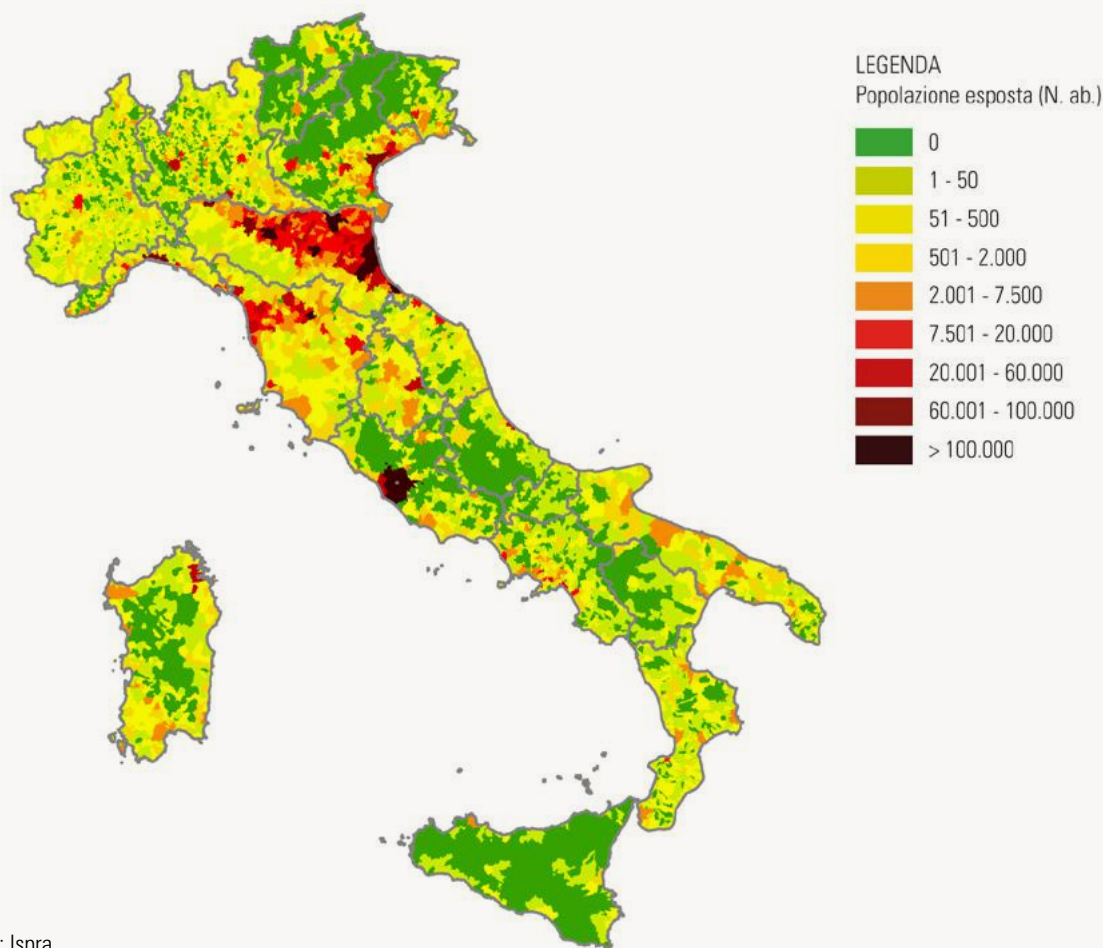 LEGENDA
Popolazione esposta (N. ab.)
0
1 - 50
51 - 500
501 - 2.000
2.001 - 7.500
7.501 - 20.000
20.001 - 60.000
60.001 - 100.000
> 100.000
: Ispra